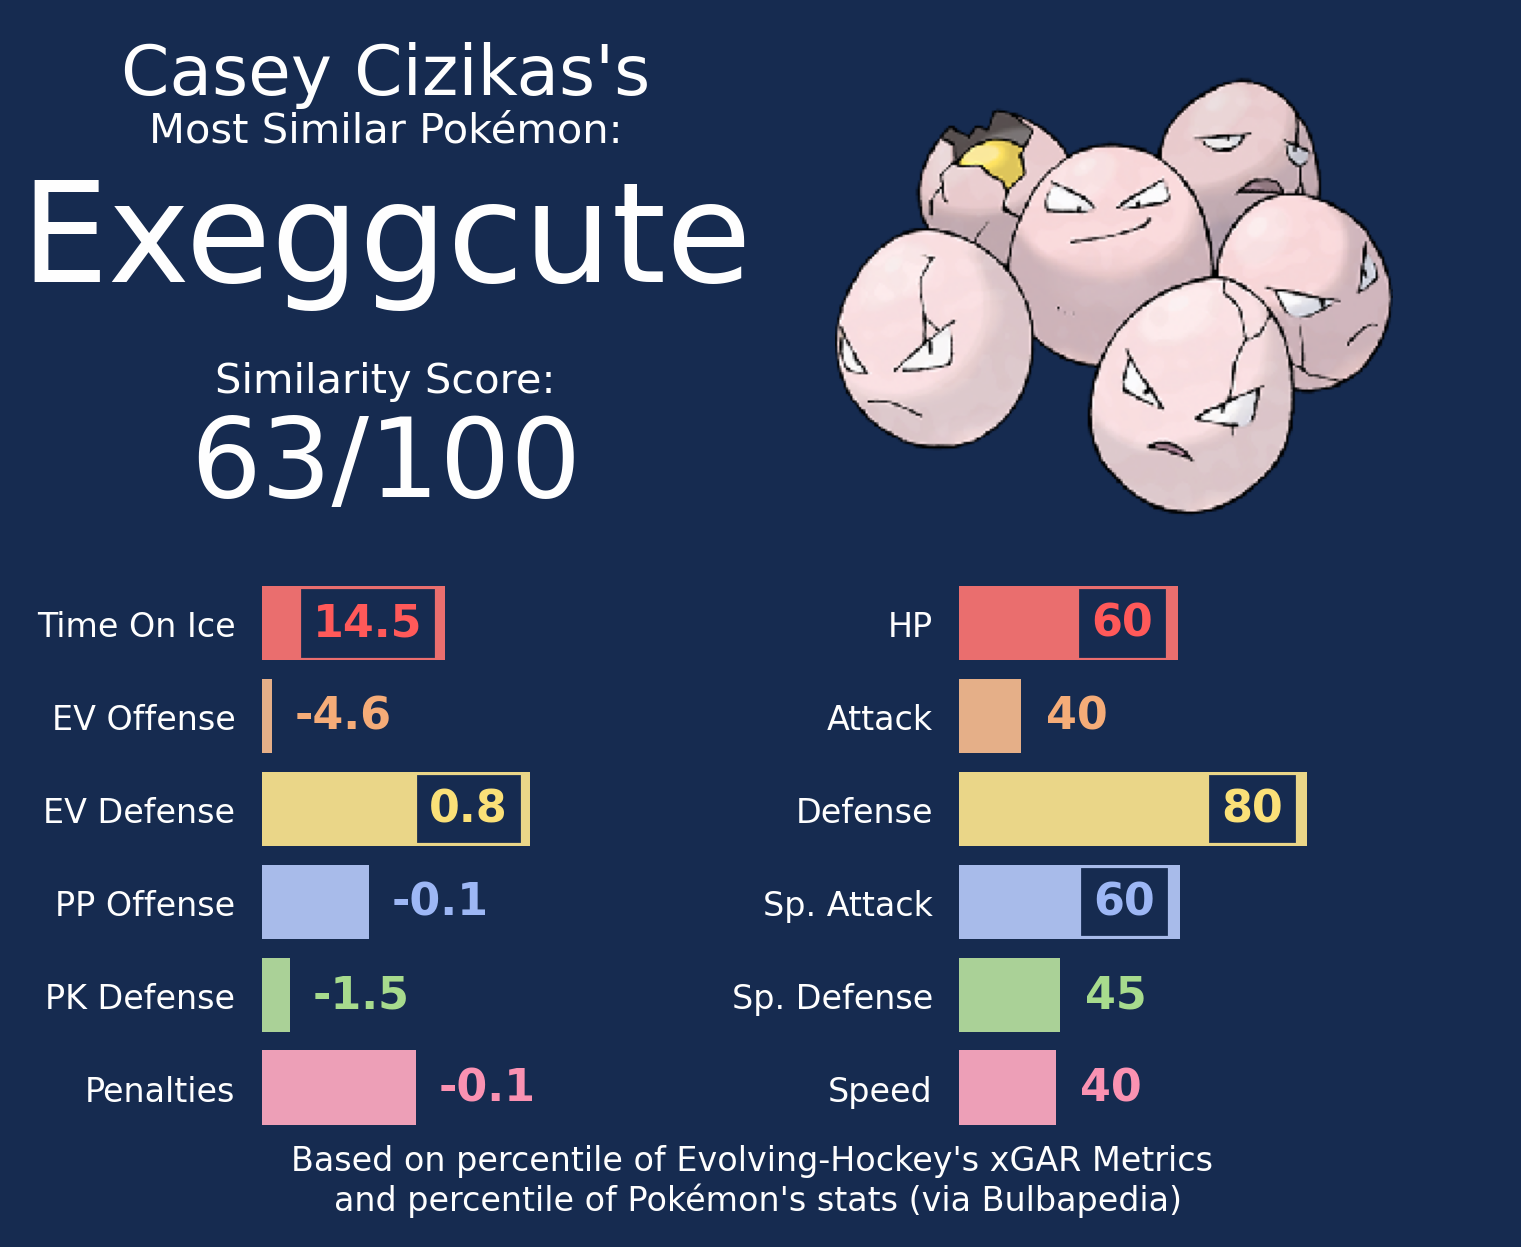 Casey Cizikas's
Most Similar Pokémon:
Exeggcute
Similarity Score:
63/100
Time On Ice 14.5
EV Offense -4.6
EV Defense 0.8
PP Offense -0.1
PK Defense -1.5
Penalties -0.1
HP 60
Attack 40
Defense 80
Sp. Attack 60
Sp. Defense 45
Speed 40
Based on percentile of Evolving-Hockey's xGAR Metrics
and percentile of Pokémon's stats (via Bulbapedia)